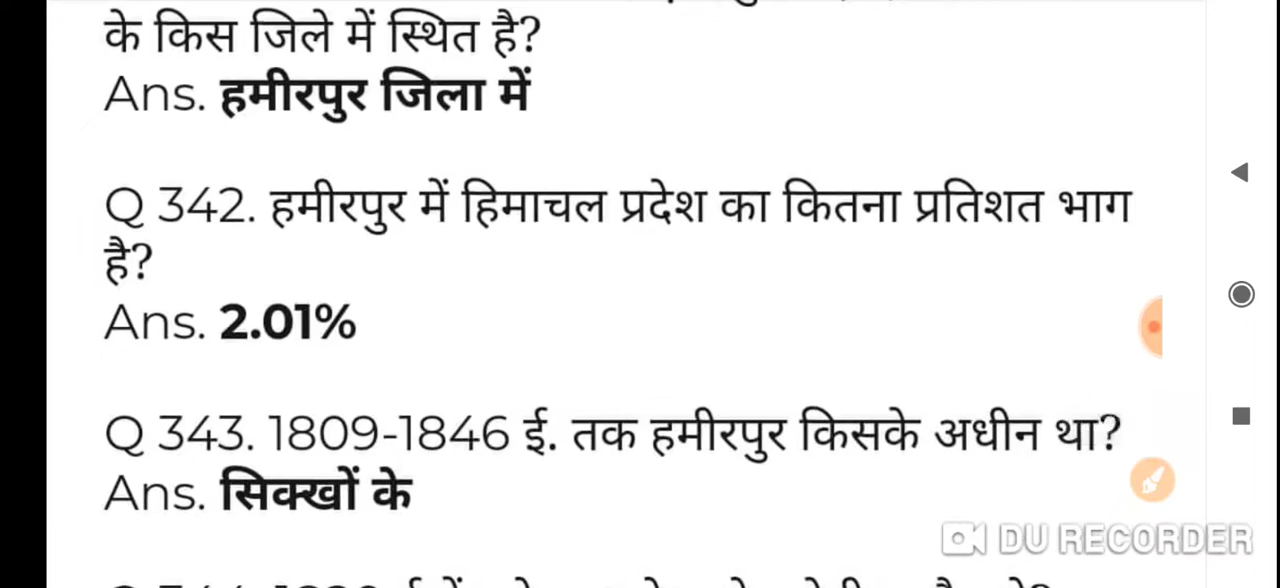 के किस जिले में स्थित है?
Ans. हमीरपुर जिला में
Q 342. हमीरपुर में हिमाचल प्रदेश का कितना प्रतिशत भाग
है?
Ans. 2.01%
Q 343. 1809-1846 ई. तक हमीरपुर किसके अधीन था?
Ans. सिक्खों के
DU RECORDER